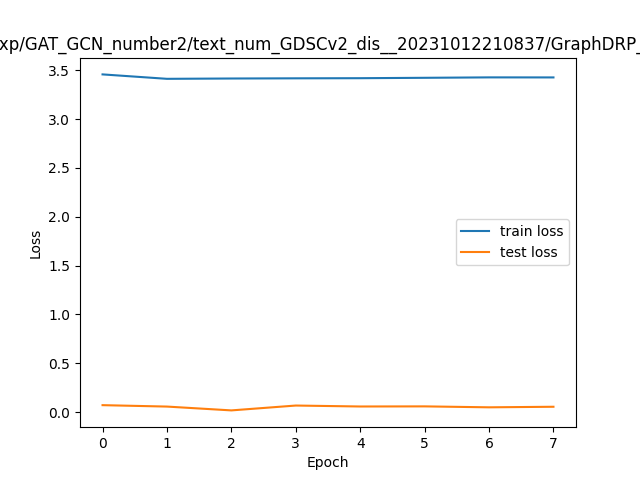 xp/GAT_GCN_number2/text_num_GDSCv2_dis__20231012210837/GraphDRP_
3.5
3.0
2.5
2.0
1.5
1.0
0.5
0.0
Loss
train loss
test loss
0 1 2 3 4 5 6 7
Epoch